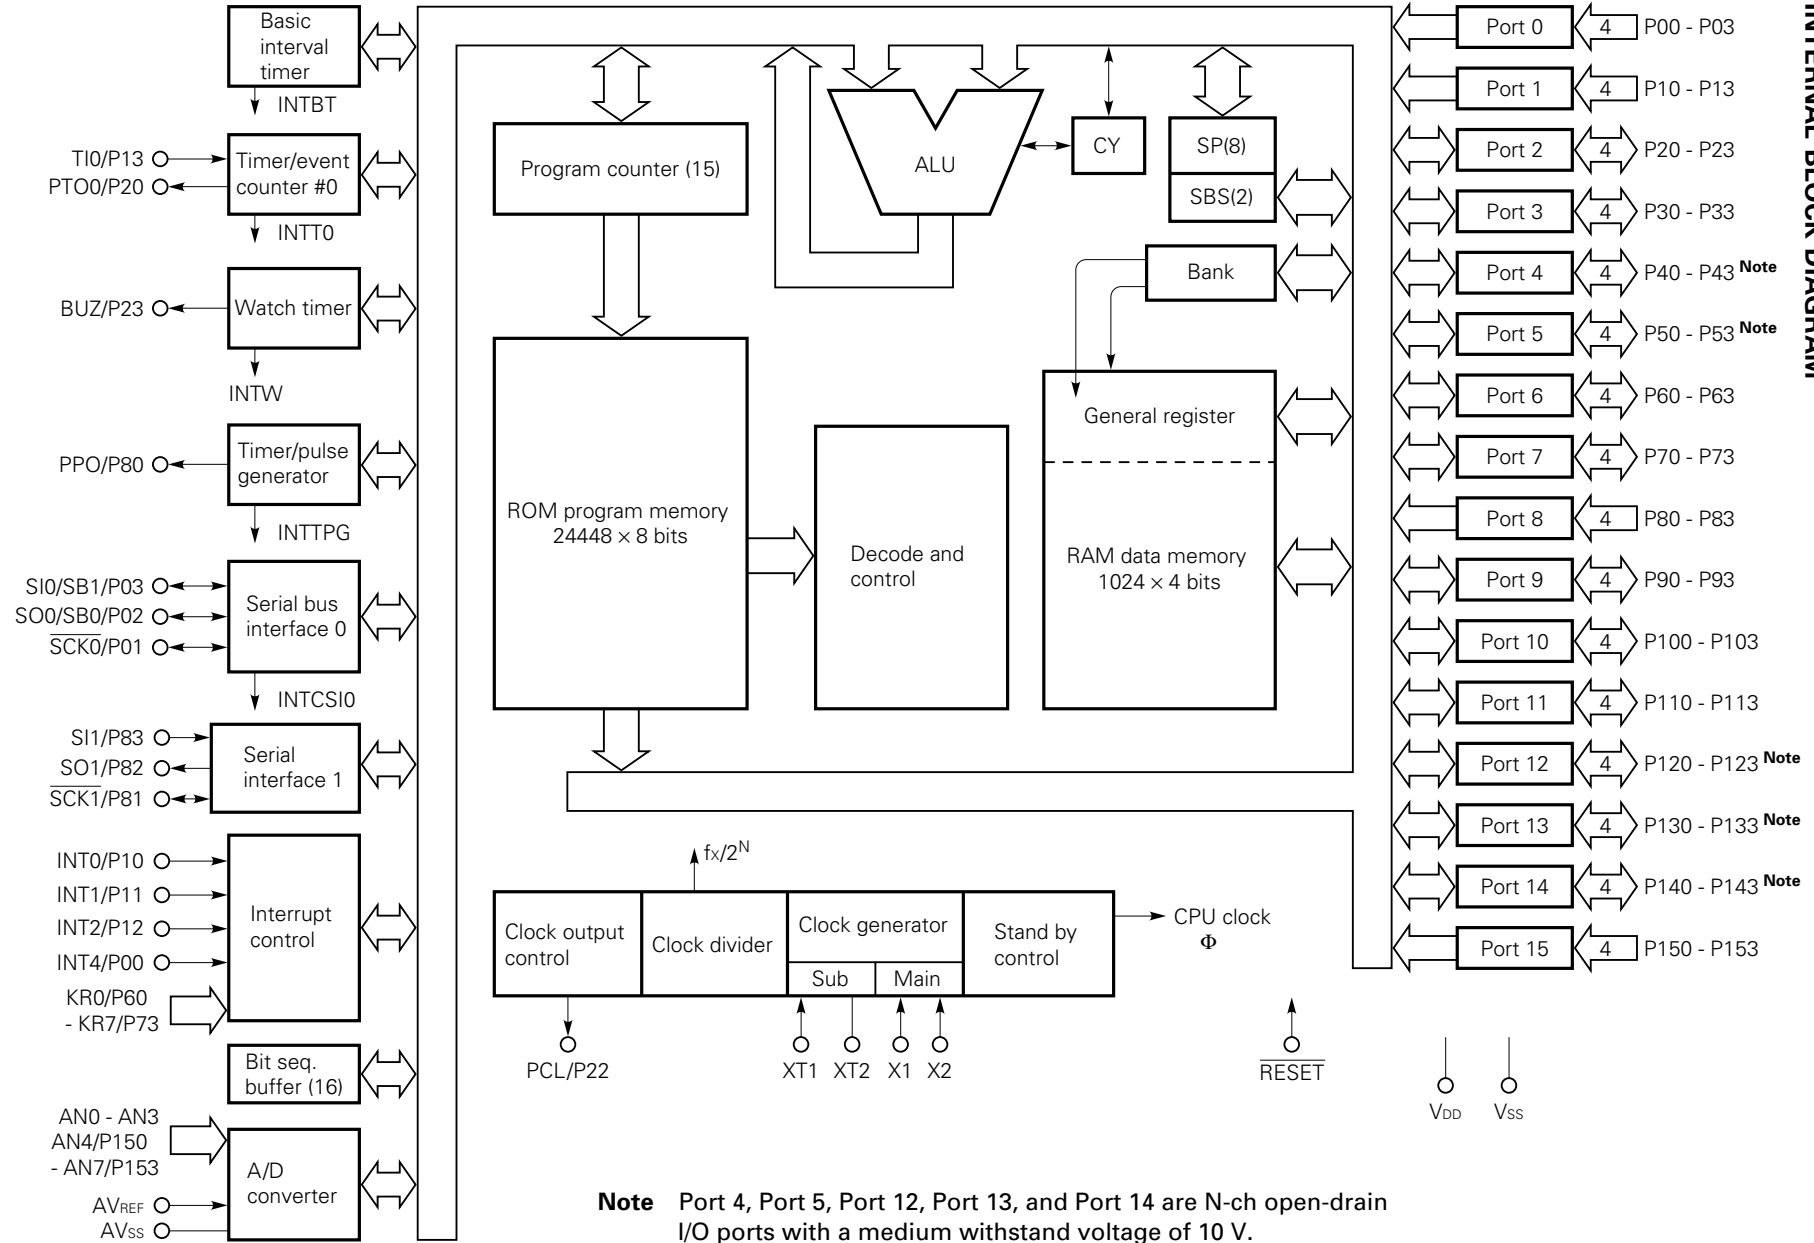 INTERNAL BLOCK DIAGRAM
Basic
interval
timer
INTBT
TI0/P13
PTO0/P20
Timer/event
counter #0
INTT0
BUZ/P23
Watch timer
INTW
PPO/P80
Timer/pulse
generator
INTTPG
SI0/SB1/P03
SO0/SB0/P02
SCK0/P01
Serial bus
interface 0
INTCSI0
SI1/P83
SO1/P82
SCK1/P81
Serial
interface 1
INT0/P10
INT1/P11
INT2/P12
INT4/P00
KR0/P60
- KR7/P73
Interrupt
control
Bit seq.
buffer (16)
AN0 - AN3
AN4/P150
- AN7/P153
AVREF
AVSS
A/D
converter
Program counter (15)
ALU
CY
SP(8)
SBS(2)
Bank
General register
ROM program memory
24448 × 8 bits
Decode and
control
RAM data memory
1024 × 4 bits
fX/2N
Clock output
control
Clock divider
Clock generator
Sub
Main
Stand by
control
CPU clock
Φ
PCL/P22
XT1
XT2
X1
X2
RESET
VDD
VSS
Port 0
4
P00 - P03
Port 1
4
P10 - P13
Port 2
4
P20 - P23
Port 3
4
P30 - P33
Port 4
4
P40 - P43 Note
Port 5
4
P50 - P53 Note
Port 6
4
P60 - P63
Port 7
4
P70 - P73
Port 8
4
P80 - P83
Port 9
4
P90 - P93
Port 10
4
P100 - P103
Port 11
4
P110 - P113
Port 12
4
P120 - P123 Note
Port 13
4
P130 - P133 Note
Port 14
4
P140 - P143 Note
Port 15
4
P150 - P153
Note Port 4, Port 5, Port 12, Port 13, and Port 14 are N-ch open-drain
I/O ports with a medium withstand voltage of 10 V.